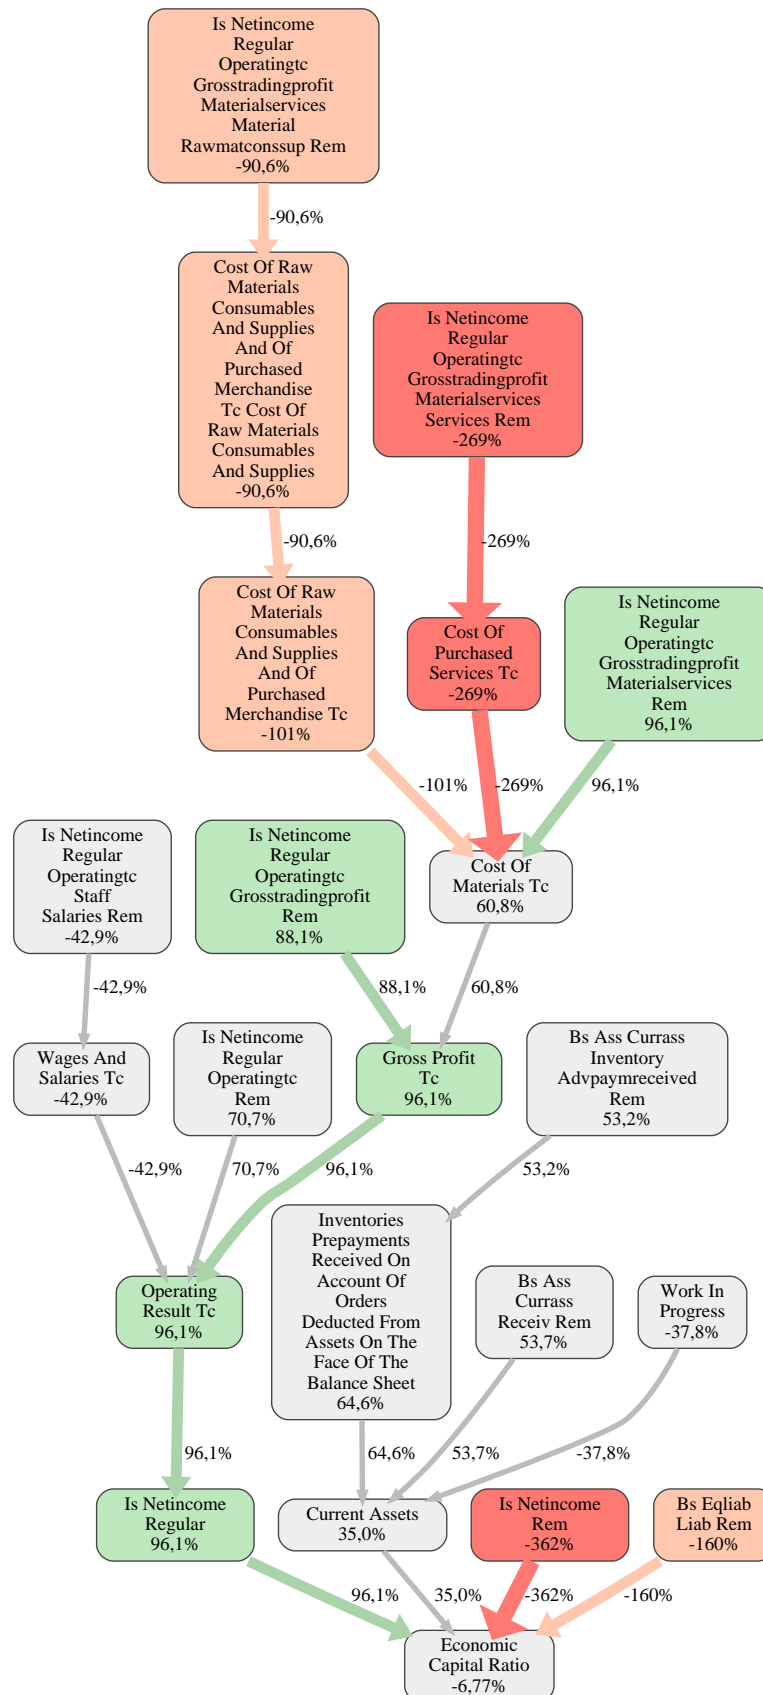 Is Netincome
Regular
Operatingtc
Grosstradingprofit
Materialservices
Material
Rawmatconssup Rem
-90,6%
-90,6%
Cost Of Raw
Materials
Consumables
And Supplies
And Of
Purchased
Merchandise
Tc Cost Of
Raw Materials
Consumables
And Supplies
-90,6%
Is Netincome
Regular
Operatingtc
Grosstradingprofit
Materialservices
Services Rem
-269%
-90,6%
-269%
Cost Of Raw
Materials
Consumables
And Supplies
And Of
Purchased
Merchandise Tc
-101%
Cost Of
Purchased
Services Tc
-269%
Is Netincome
Regular
Operatingtc
Grosstradingprofit
Materialservices
Rem
96,1%
-101%
-269%
96,1%
Is Netincome
Regular
Operatingtc
Staff
Salaries Rem
-42,9%
Is Netincome
Regular
Operatingtc
Grosstradingprofit
Rem
88,1%
Cost Of
Materials Tc
60,8%
-42,9%
88,1%
60,8%
Wages And
Salaries Tc
-42,9%
Is Netincome
Regular
Operatingtc
Rem
70,7%
Gross Profit
Tc
96,1%
Bs Ass Currass
Inventory
Advpaymreceived
Rem
53,2%
-42,9%
70,7%
96,1%
53,2%
Operating
Result Tc
96,1%
Inventories
Prepayments
Received On
Account Of
Orders
Deducted From
Assets On The
Face Of The
Balance Sheet
64,6%
Bs Ass
Currass
Receiv Rem
53,7%
Work In
Progress
-37,8%
96,1%
64,6%
53,7%
-37,8%
Is Netincome
Regular
96,1%
Current Assets
35,0%
Is Netincome
Rem
-362%
Bs Eqliab
Liab Rem
-160%
96,1%
35,0%
-362%
-160%
Economic
Capital Ratio
-6,77%